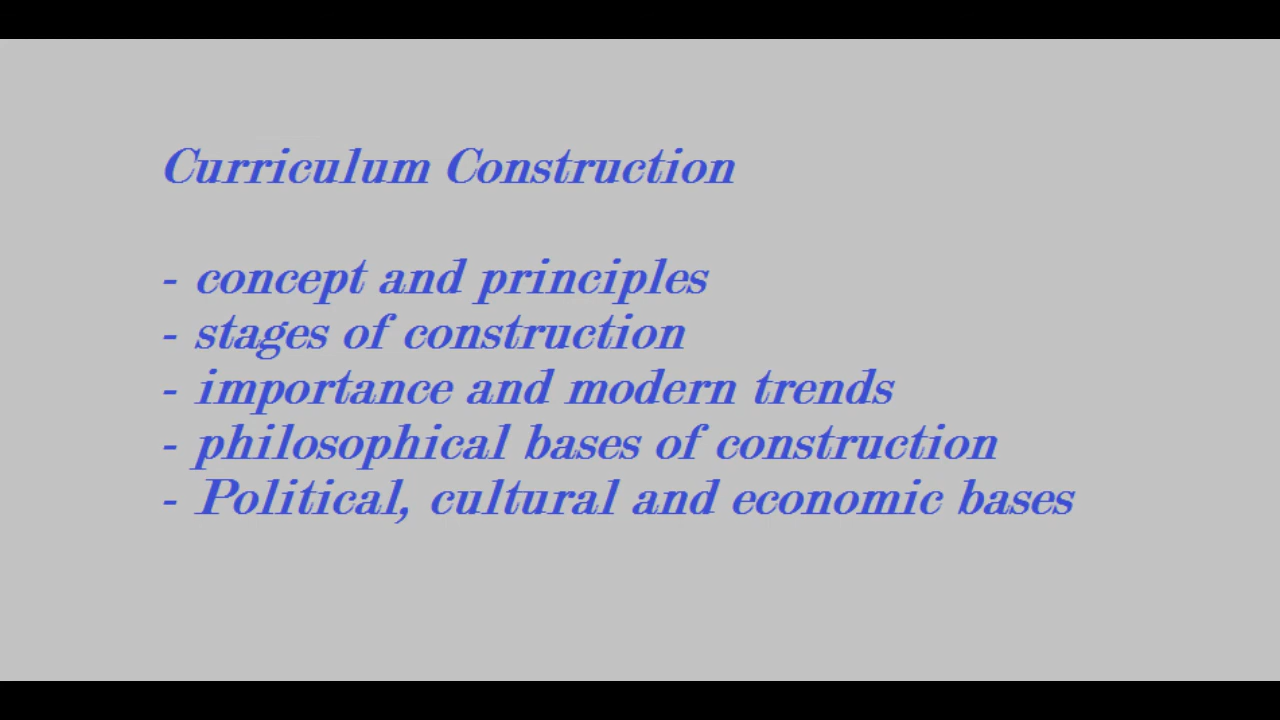 Curriculum Construction
- concept and principles
- stages of construction
- importance and modern trends
- philosophical bases of construction
- Political, cultural and economic bases